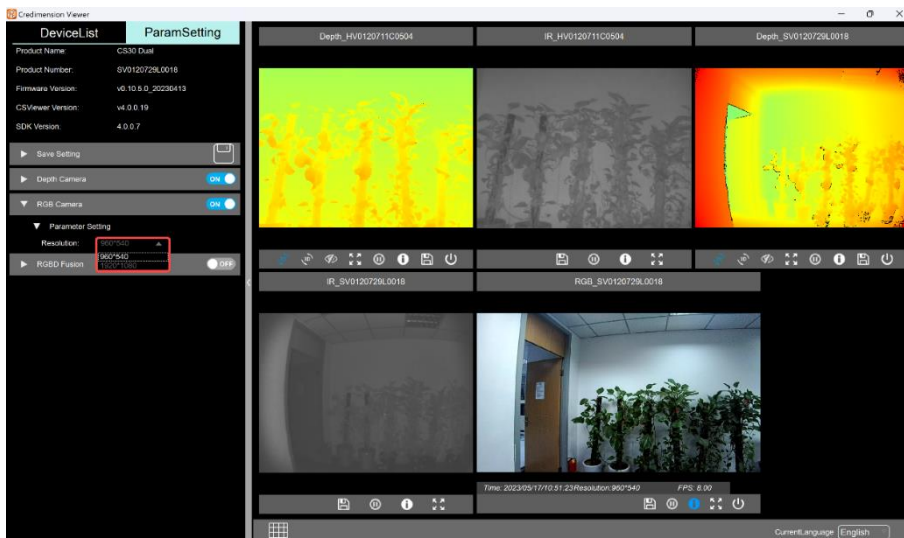 Credimension Viewer
DeviceList
ParamSetting
Product Name: CS30 Dual
Product Number: SV0120729L0018
Firmware Version: v0.10.5.0_20230413
CSViewer Version: v4.0.0.19
SDK Version: 4.0.0.7
Save Setting
Depth Camera ON
RGB Camera ON
Parameter Setting
Resolution: 960*540
960*540
1920*1080
RGBD Fusion OFF
Depth_HV0120711C0504
IR_HV0120711C0504
Depth_SV0120729L0018
IR_SV0120729L0018
RGB_SV0120729L0018
Time: 2023/05/17/10:51:23Resolution:960*540 FPS: 8.00
CurrentLanguage English